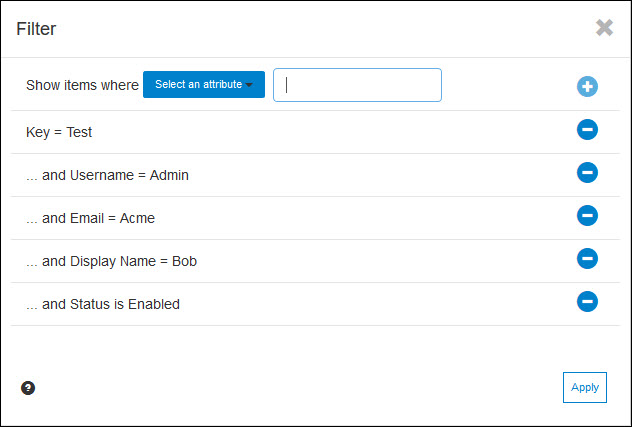 Filter
Show items where Select an attribute
Key = Test
... and Username = Admin
... and Email = Acme
... and Display Name = Bob
... and Status is Enabled
Apply